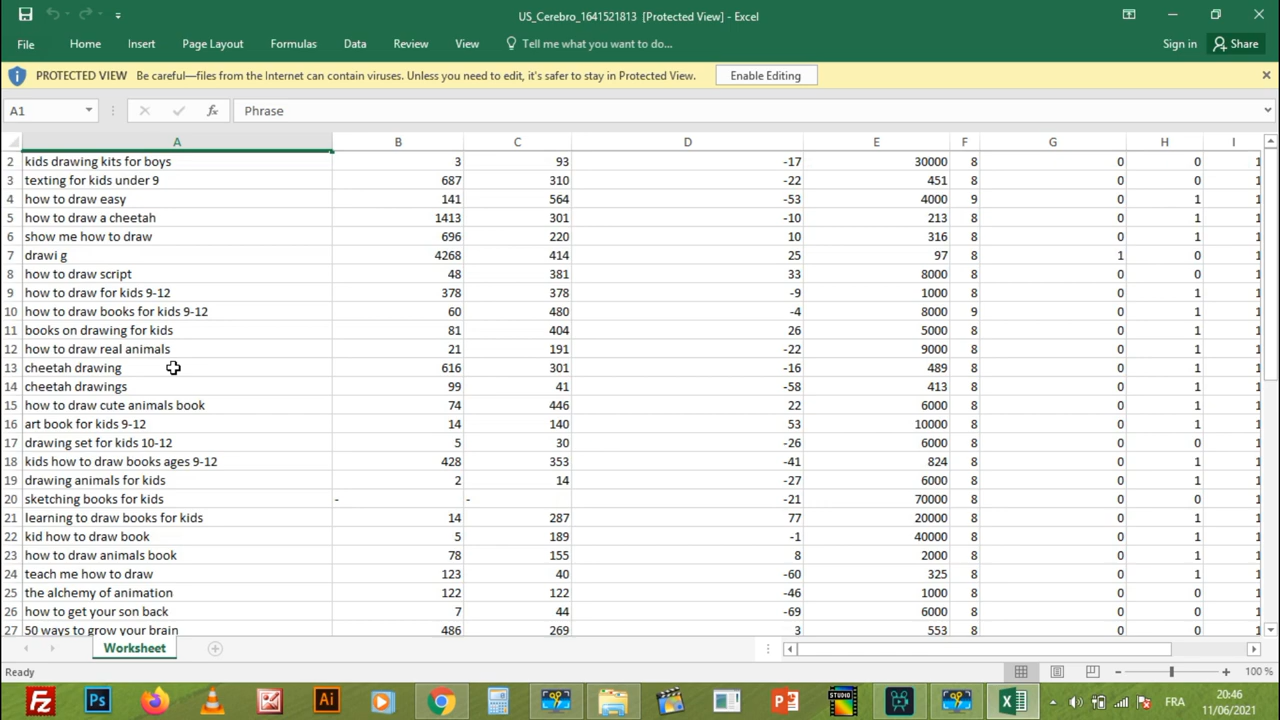 US_Cerebro_1641521813 [Protected View] - Excel
File Home Insert Page Layout Formulas Data Review View Tell me what you want to do... Sign in Share
PROTECTED VIEW Be careful—files from the Internet can contain viruses. Unless you need to edit, it's safer to stay in Protected View. Enable Editing
A1 fx Phrase
A B C D E F G H I
2 kids drawing kits for boys 3 93 -17 30000 8 0 0 1
3 texting for kids under 9 687 310 -22 451 8 0 0 1
4 how to draw easy 141 564 -53 4000 9 0 1 1
5 how to draw a cheetah 1413 301 -10 213 8 0 1 1
6 show me how to draw 696 220 10 316 8 0 1 1
7 drawi g 4268 414 25 97 8 1 0 1
8 how to draw script 48 381 33 8000 8 0 0 1
9 how to draw for kids 9-12 378 378 -9 1000 8 0 1 1
10 how to draw books for kids 9-12 60 480 -4 8000 9 0 1 1
11 books on drawing for kids 81 404 26 5000 8 0 1 1
12 how to draw real animals 21 191 -22 9000 8 0 1 1
13 cheetah drawing 616 301 -16 489 8 0 1 1
14 cheetah drawings 99 41 -58 413 8 0 1 1
15 how to draw cute animals book 74 446 22 6000 8 0 1 1
16 art book for kids 9-12 14 140 53 10000 8 0 1 1
17 drawing set for kids 10-12 5 30 -26 6000 8 0 0 1
18 kids how to draw books ages 9-12 428 353 -41 824 8 0 1 1
19 drawing animals for kids 2 14 -27 6000 8 0 1 1
20 sketching books for kids - - -21 70000 8 0 0 1
21 learning to draw books for kids 14 287 77 20000 8 0 1 1
22 kid how to draw book 5 189 -1 40000 8 0 1 1
23 how to draw animals book 78 155 8 2000 8 0 1 1
24 teach me how to draw 123 40 -60 325 8 0 1 1
25 the alchemy of animation 122 122 -46 1000 8 0 0 1
26 how to get your son back 7 44 -69 6000 8 0 0 1
27 50 ways to grow your brain 486 269 3 553 8 0 0 1
Worksheet
Ready 100 %
Fz Ps Ai STUDIO FRA 20:46
11/06/2021